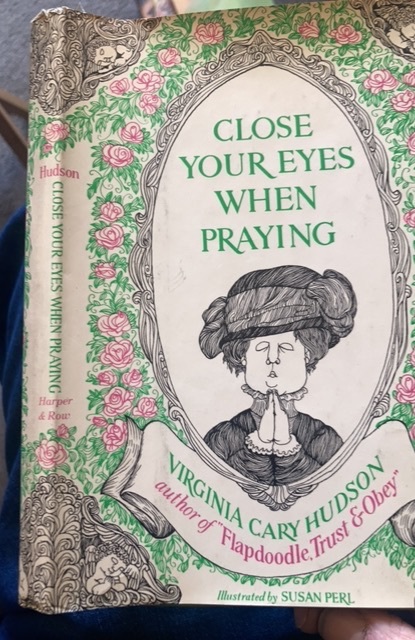 CLOSE
YOUR EYES
WHEN
PRAYING
VIRGINIA CARY HUDSON
author of "Flapdoodle, Trust & Obey"
Illustrated by SUSAN PERL
Hudson
CLOSE YOUR EYES WHEN PRAYING
Harper
& Row